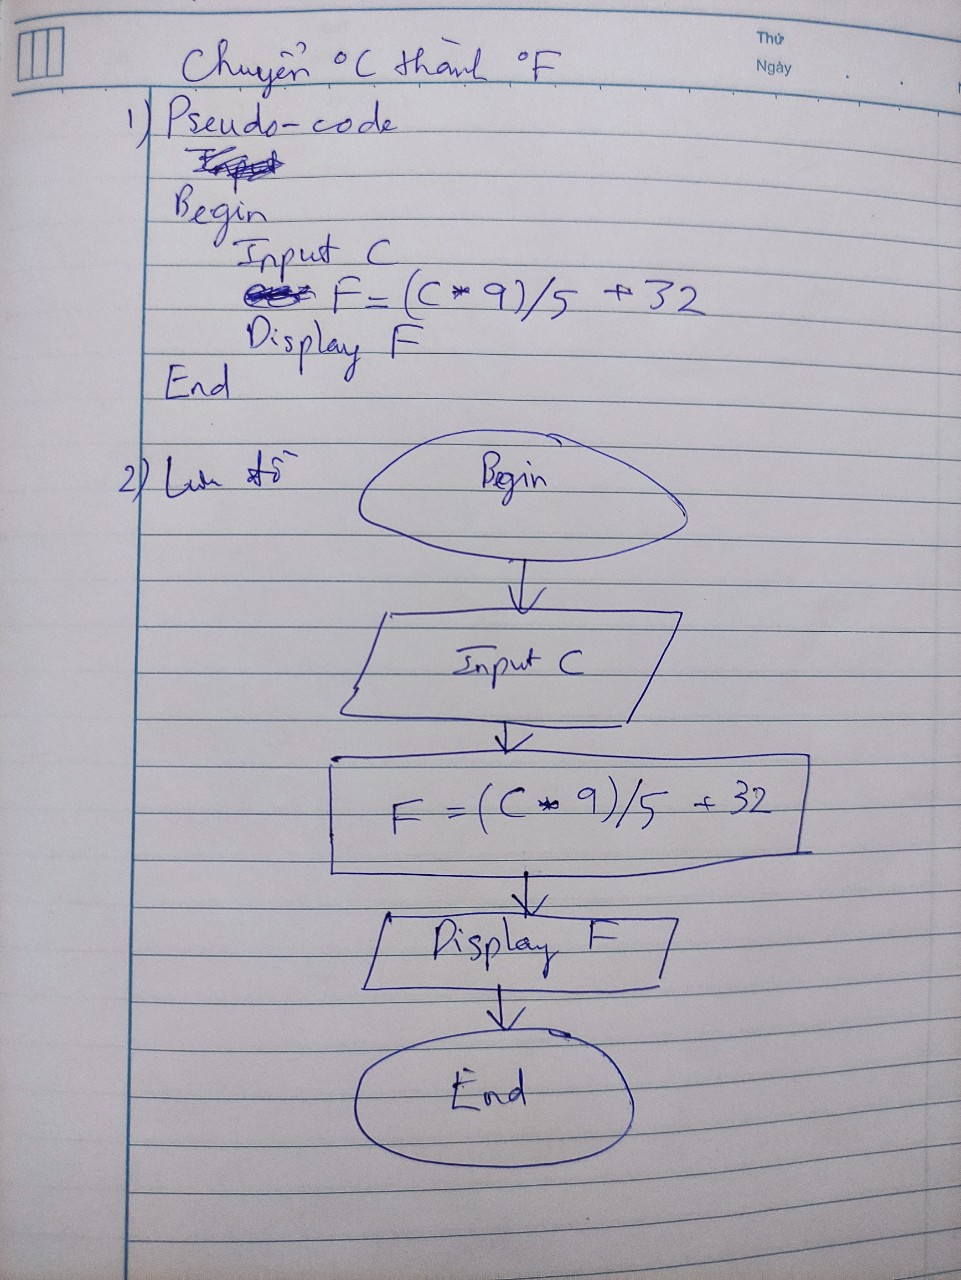 Thứ
Ngày
Chuyển °C thành °F
1) Pseudo-code
Begin
Input C
F = (C * 9)/5 + 32
Display F
End
2) Lưu đồ
Begin
Input C
F = (C * 9)/5 + 32
Display F
End